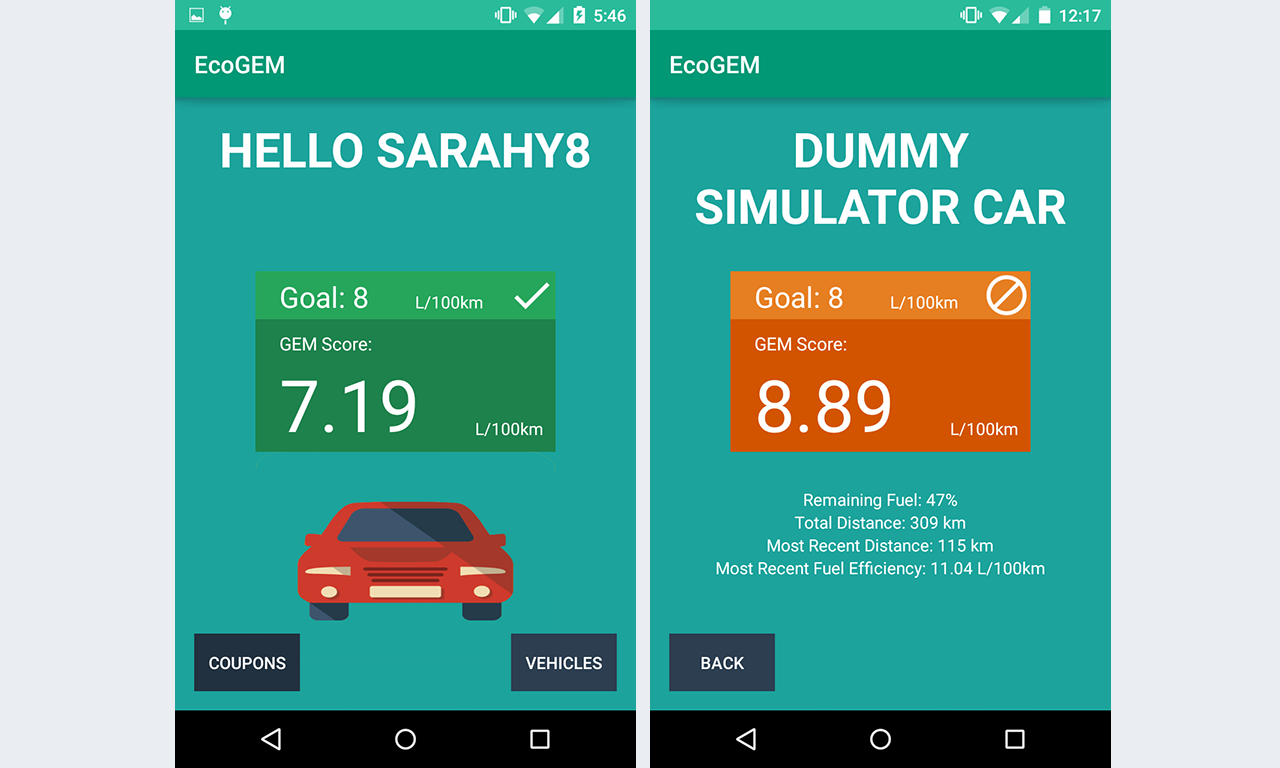 5:46
EcoGEM
HELLO SARAHY8
Goal: 8 L/100km
GEM Score:
7.19 L/100km
COUPONS VEHICLES
12:17
EcoGEM
DUMMY
SIMULATOR CAR
Goal: 8 L/100km
GEM Score:
8.89 L/100km
Remaining Fuel: 47%
Total Distance: 309 km
Most Recent Distance: 115 km
Most Recent Fuel Efficiency: 11.04 L/100km
BACK